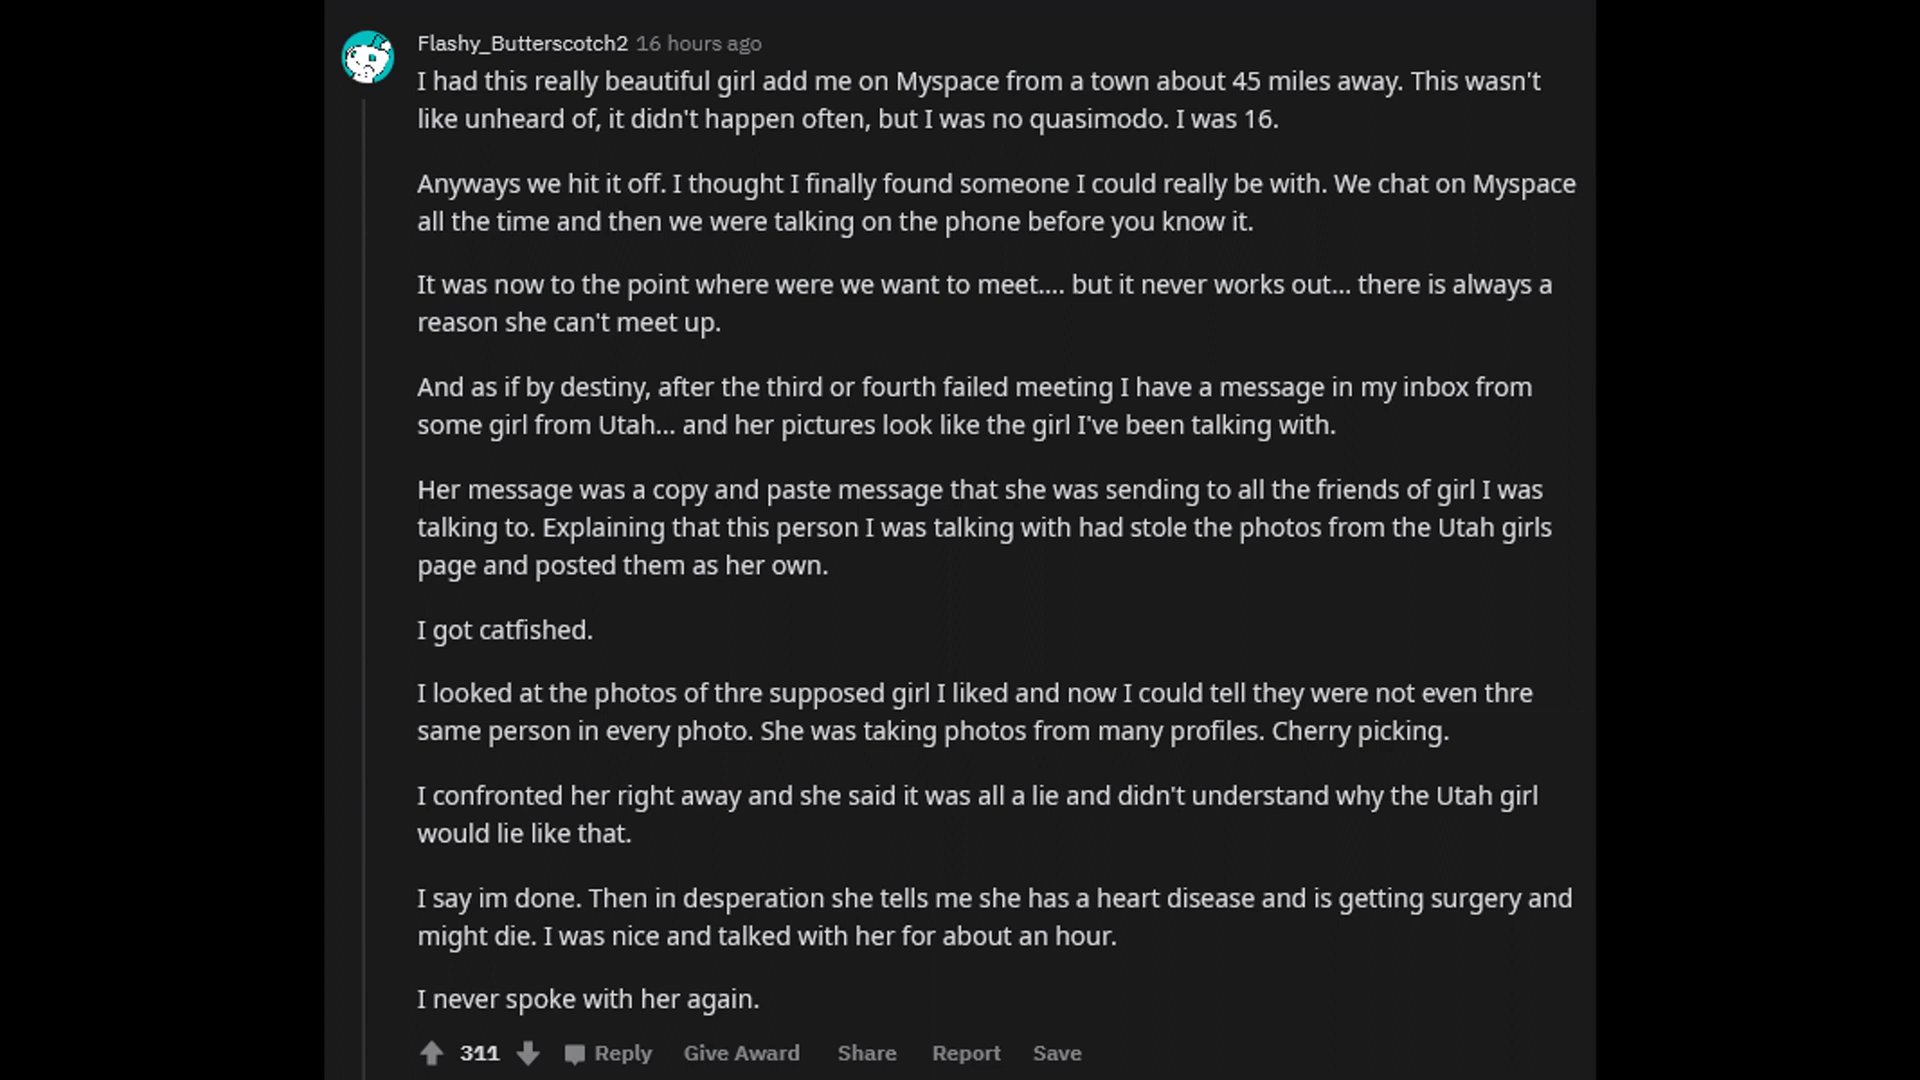 Flashy_Butterscotch2 16 hours ago
I had this really beautiful girl add me on Myspace from a town about 45 miles away. This wasn't
like unheard of, it didn't happen often, but I was no quasimodo. I was 16.
Anyways we hit it off. I thought I finally found someone I could really be with. We chat on Myspace
all the time and then we were talking on the phone before you know it.
It was now to the point where were we want to meet.... but it never works out... there is always a
reason she can't meet up.
And as if by destiny, after the third or fourth failed meeting I have a message in my inbox from
some girl from Utah... and her pictures look like the girl I've been talking with.
Her message was a copy and paste message that she was sending to all the friends of girl I was
talking to. Explaining that this person I was talking with had stole the photos from the Utah girls
page and posted them as her own.
I got catfished.
I looked at the photos of thre supposed girl I liked and now I could tell they were not even thre
same person in every photo. She was taking photos from many profiles. Cherry picking.
I confronted her right away and she said it was all a lie and didn't understand why the Utah girl
would lie like that.
I say im done. Then in desperation she tells me she has a heart disease and is getting surgery and
might die. I was nice and talked with her for about an hour.
I never spoke with her again.
311 Reply Give Award Share Report Save